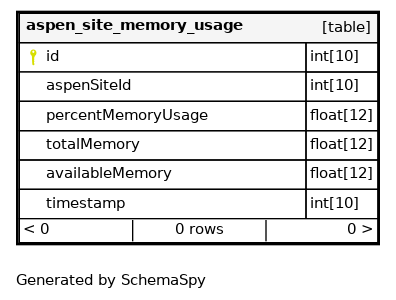 aspen_site_memory_usage [table]
id int[10]
aspenSiteId int[10]
percentMemoryUsage float[12]
totalMemory float[12]
availableMemory float[12]
timestamp int[10]
< 0 0 rows 0 >
Generated by SchemaSpy